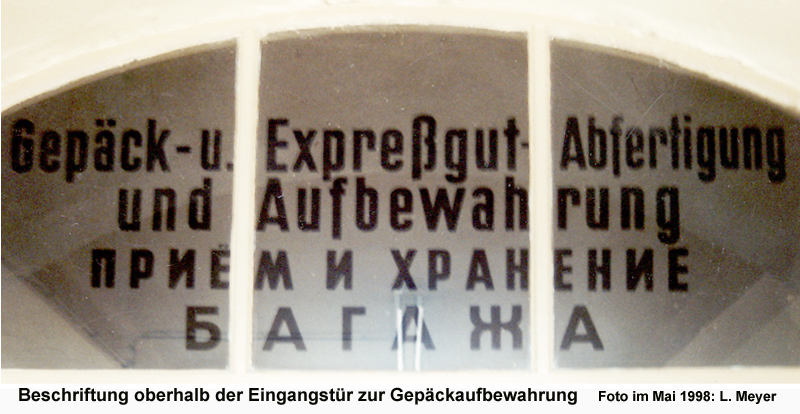 Gepäck-u. Expreßgut-Abfertigung
und Aufbewahrung
ПРИЁМ И ХРАНЕНИЕ
БАГАЖА
Beschriftung oberhalb der Eingangstür zur Gepäckaufbewahrung Foto im Mai 1998: L. Meyer